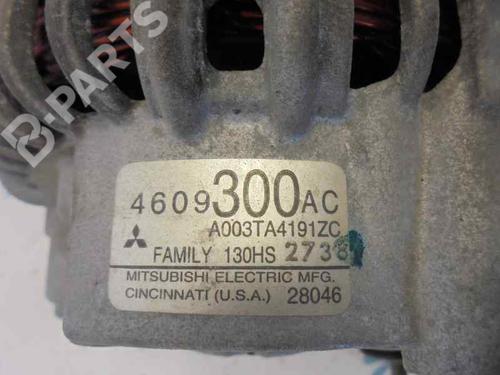 B-PARTS
4609300AC
A003TA4191ZC
FAMILY 130HS 2738
MITSUBISHI ELECTRIC MFG.
CINCINNATI (U.S.A.) 28046